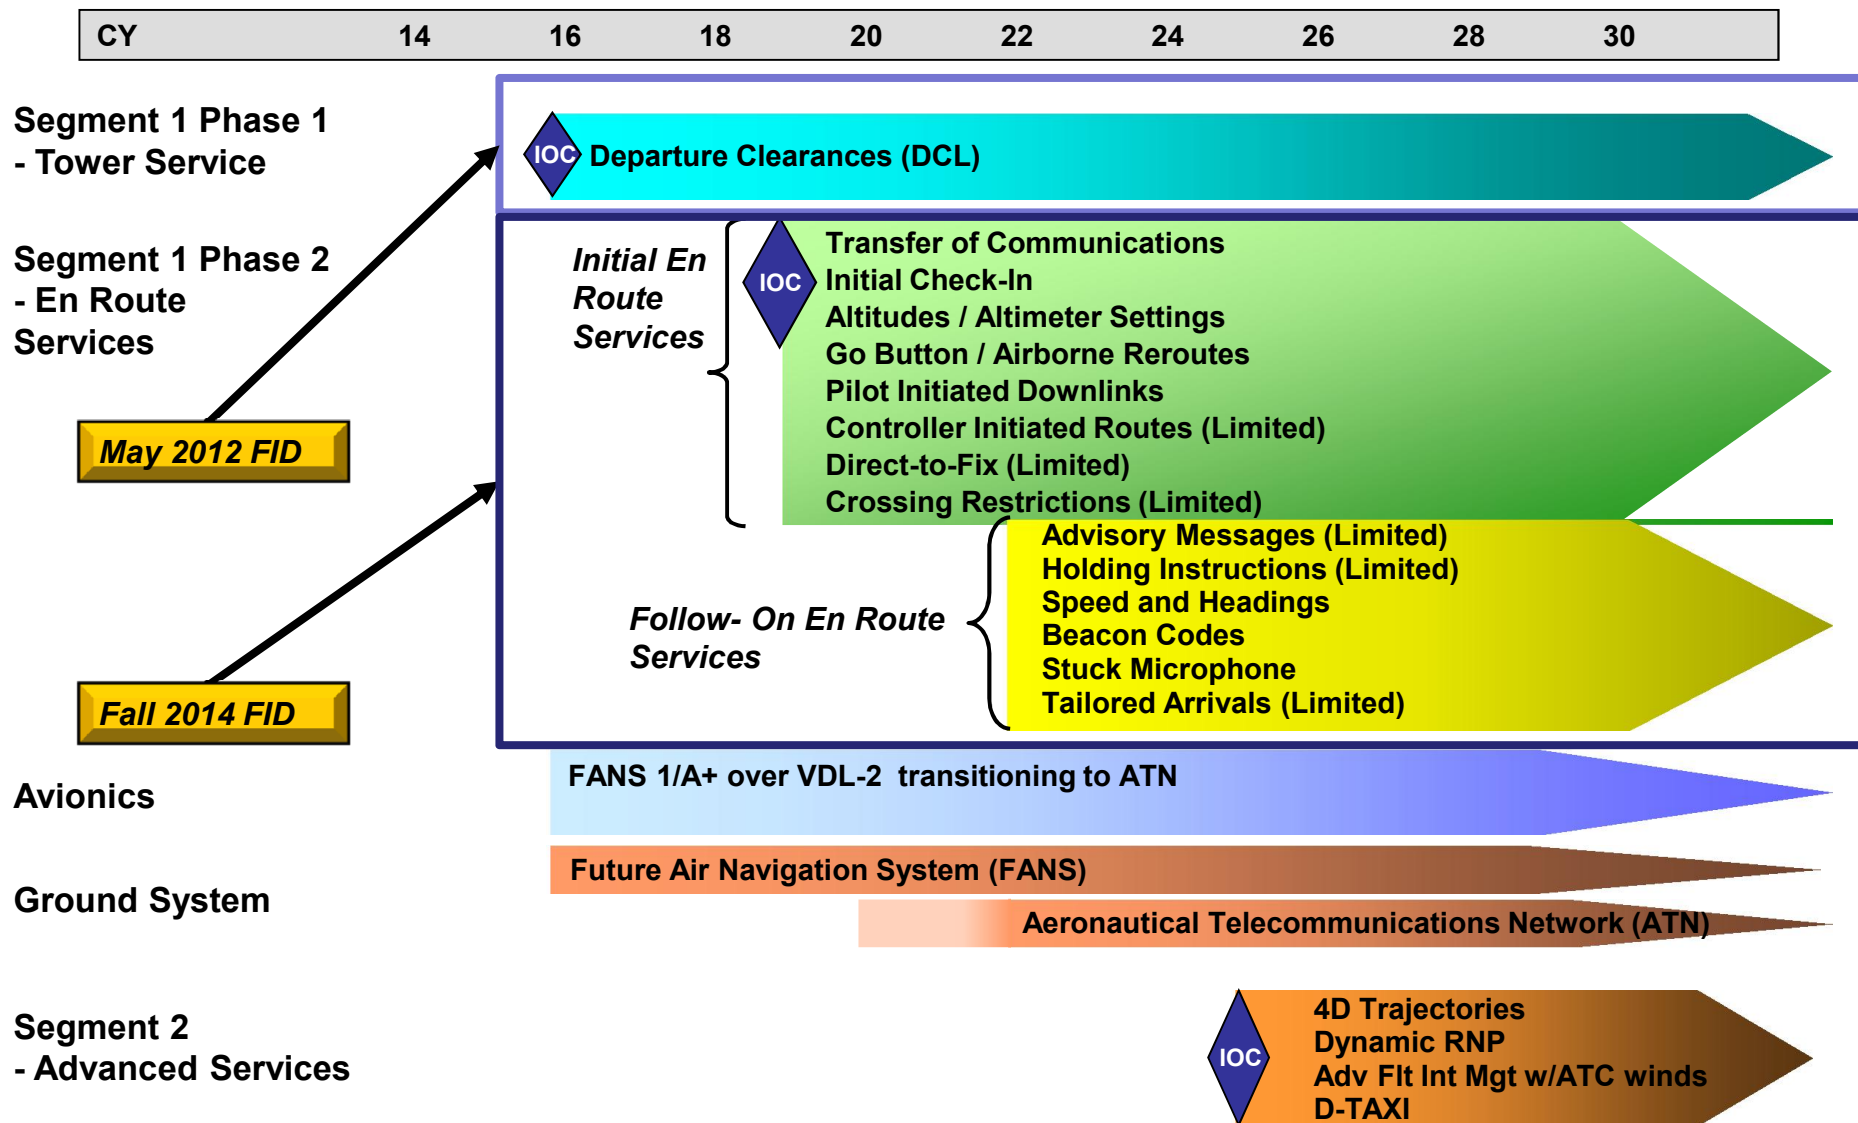 CY 14 16 18 20 22 24 26 28 30
Segment 1 Phase 1
- Tower Service
IOC
Departure Clearances (DCL)
Segment 1 Phase 2
- En Route
Services
Initial En
Route
Services
IOC
Transfer of Communications
Initial Check-In
Altitudes / Altimeter Settings
Go Button / Airborne Reroutes
Pilot Initiated Downlinks
Controller Initiated Routes (Limited)
Direct-to-Fix (Limited)
Crossing Restrictions (Limited)
May 2012 FID
Follow- On En Route
Services
Advisory Messages (Limited)
Holding Instructions (Limited)
Speed and Headings
Beacon Codes
Stuck Microphone
Tailored Arrivals (Limited)
Fall 2014 FID
Avionics
FANS 1/A+ over VDL-2 transitioning to ATN
Ground System
Future Air Navigation System (FANS)
Aeronautical Telecommunications Network (ATN)
Segment 2
- Advanced Services
IOC
4D Trajectories
Dynamic RNP
Adv Flt Int Mgt w/ATC winds
D-TAXI